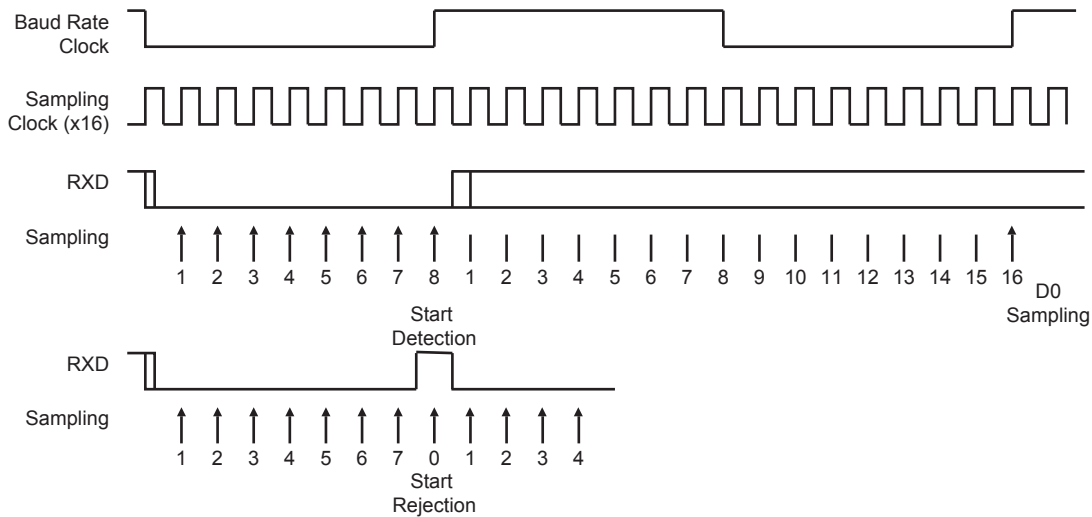 Baud Rate
Clock
Sampling
Clock (x16)
RXD
Sampling
1 2 3 4 5 6 7 8 1 2 3 4 5 6 7 8 9 10 11 12 13 14 15 16
D0
Sampling
Start
Detection
RXD
Sampling
1 2 3 4 5 6 7 0 1 2 3 4
Start
Rejection